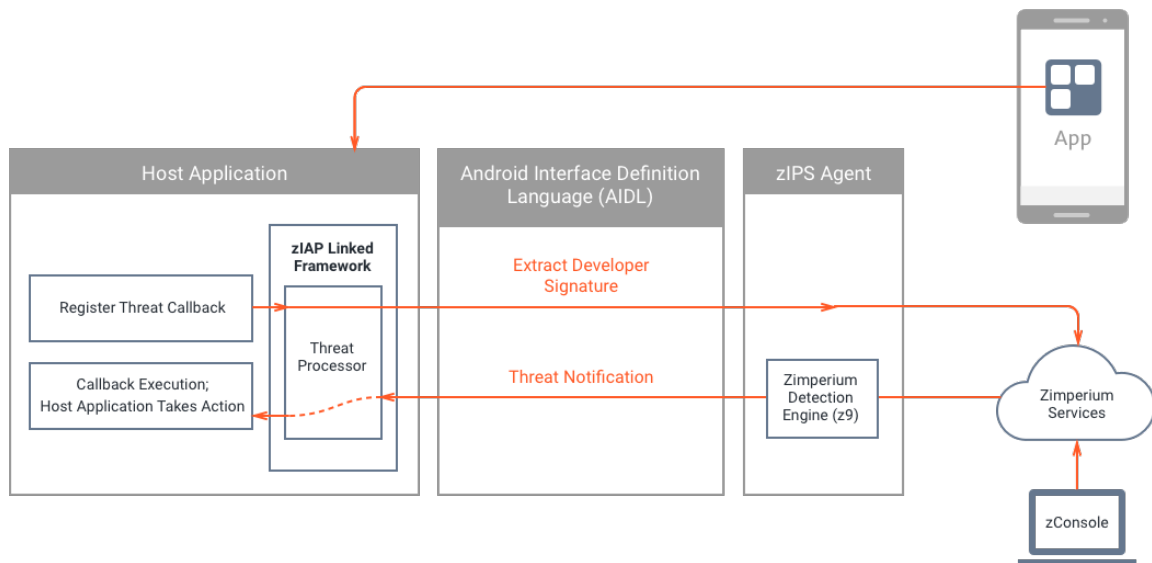 App
Host Application
Android Interface Definition
Language (AIDL)
zIPS Agent
zIAP Linked
Framework
Register Threat Callback
Threat
Processor
Callback Execution;
Host Application Takes Action
Extract Developer
Signature
Threat Notification
Zimperium
Detection
Engine (z9)
Zimperium
Services
zConsole